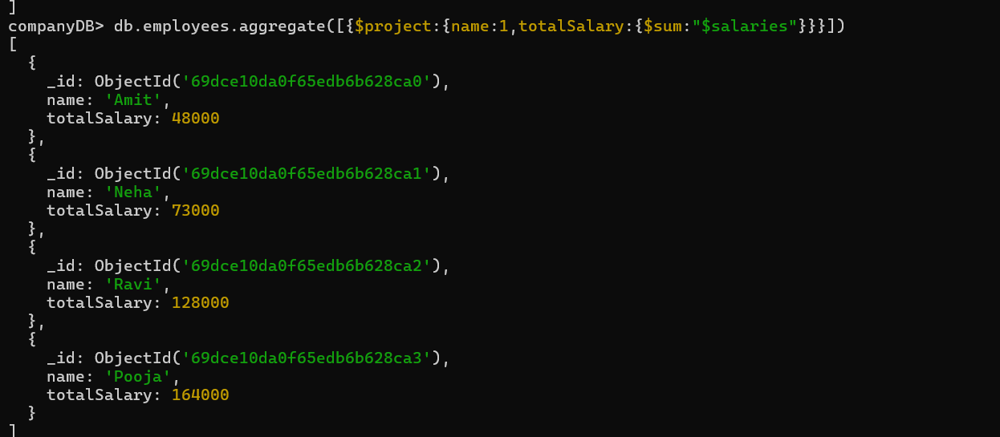 ]
companyDB> db.employees.aggregate([{$project:{name:1,totalSalary:{$sum:"$salaries"}}}])
[
  {
    _id: ObjectId('69dce10da0f65edb6b628ca0'),
    name: 'Amit',
    totalSalary: 48000
  },
  {
    _id: ObjectId('69dce10da0f65edb6b628ca1'),
    name: 'Neha',
    totalSalary: 73000
  },
  {
    _id: ObjectId('69dce10da0f65edb6b628ca2'),
    name: 'Ravi',
    totalSalary: 128000
  },
  {
    _id: ObjectId('69dce10da0f65edb6b628ca3'),
    name: 'Pooja',
    totalSalary: 164000
  }
]